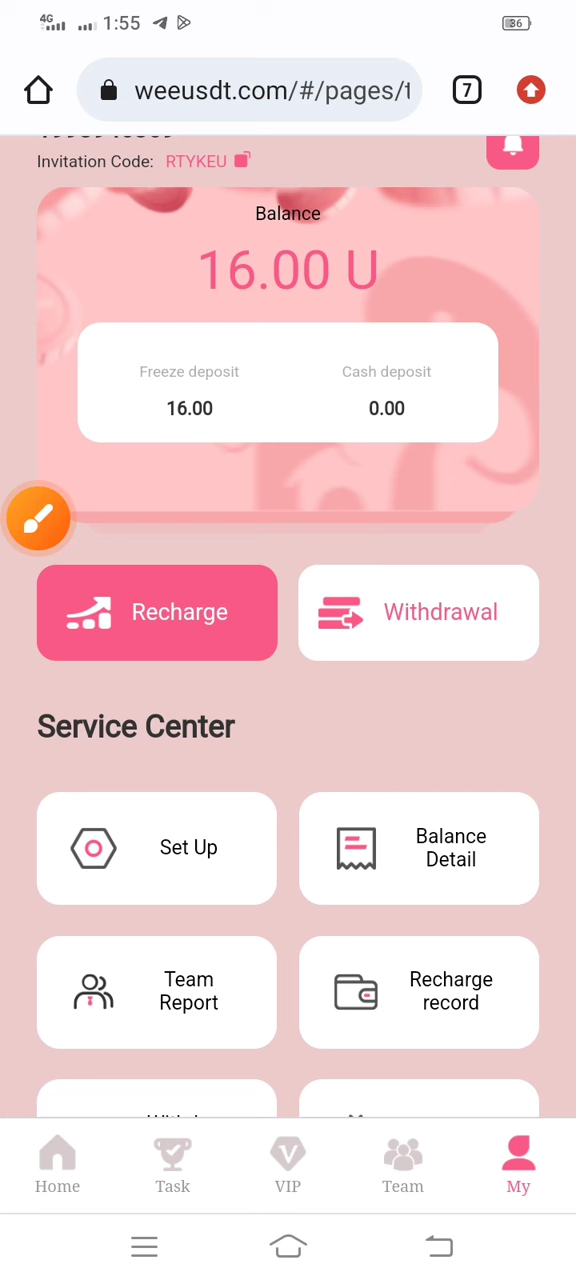 4G 1:55 36
weeusdt.com/#/pages/t 7
Invitation Code: RTYKEU
Balance
16.00 U
Freeze deposit Cash deposit
16.00 0.00
Recharge Withdrawal
Service Center
Set Up
Balance
Detail
Team
Report
Recharge
record
Home Task VIP Team My